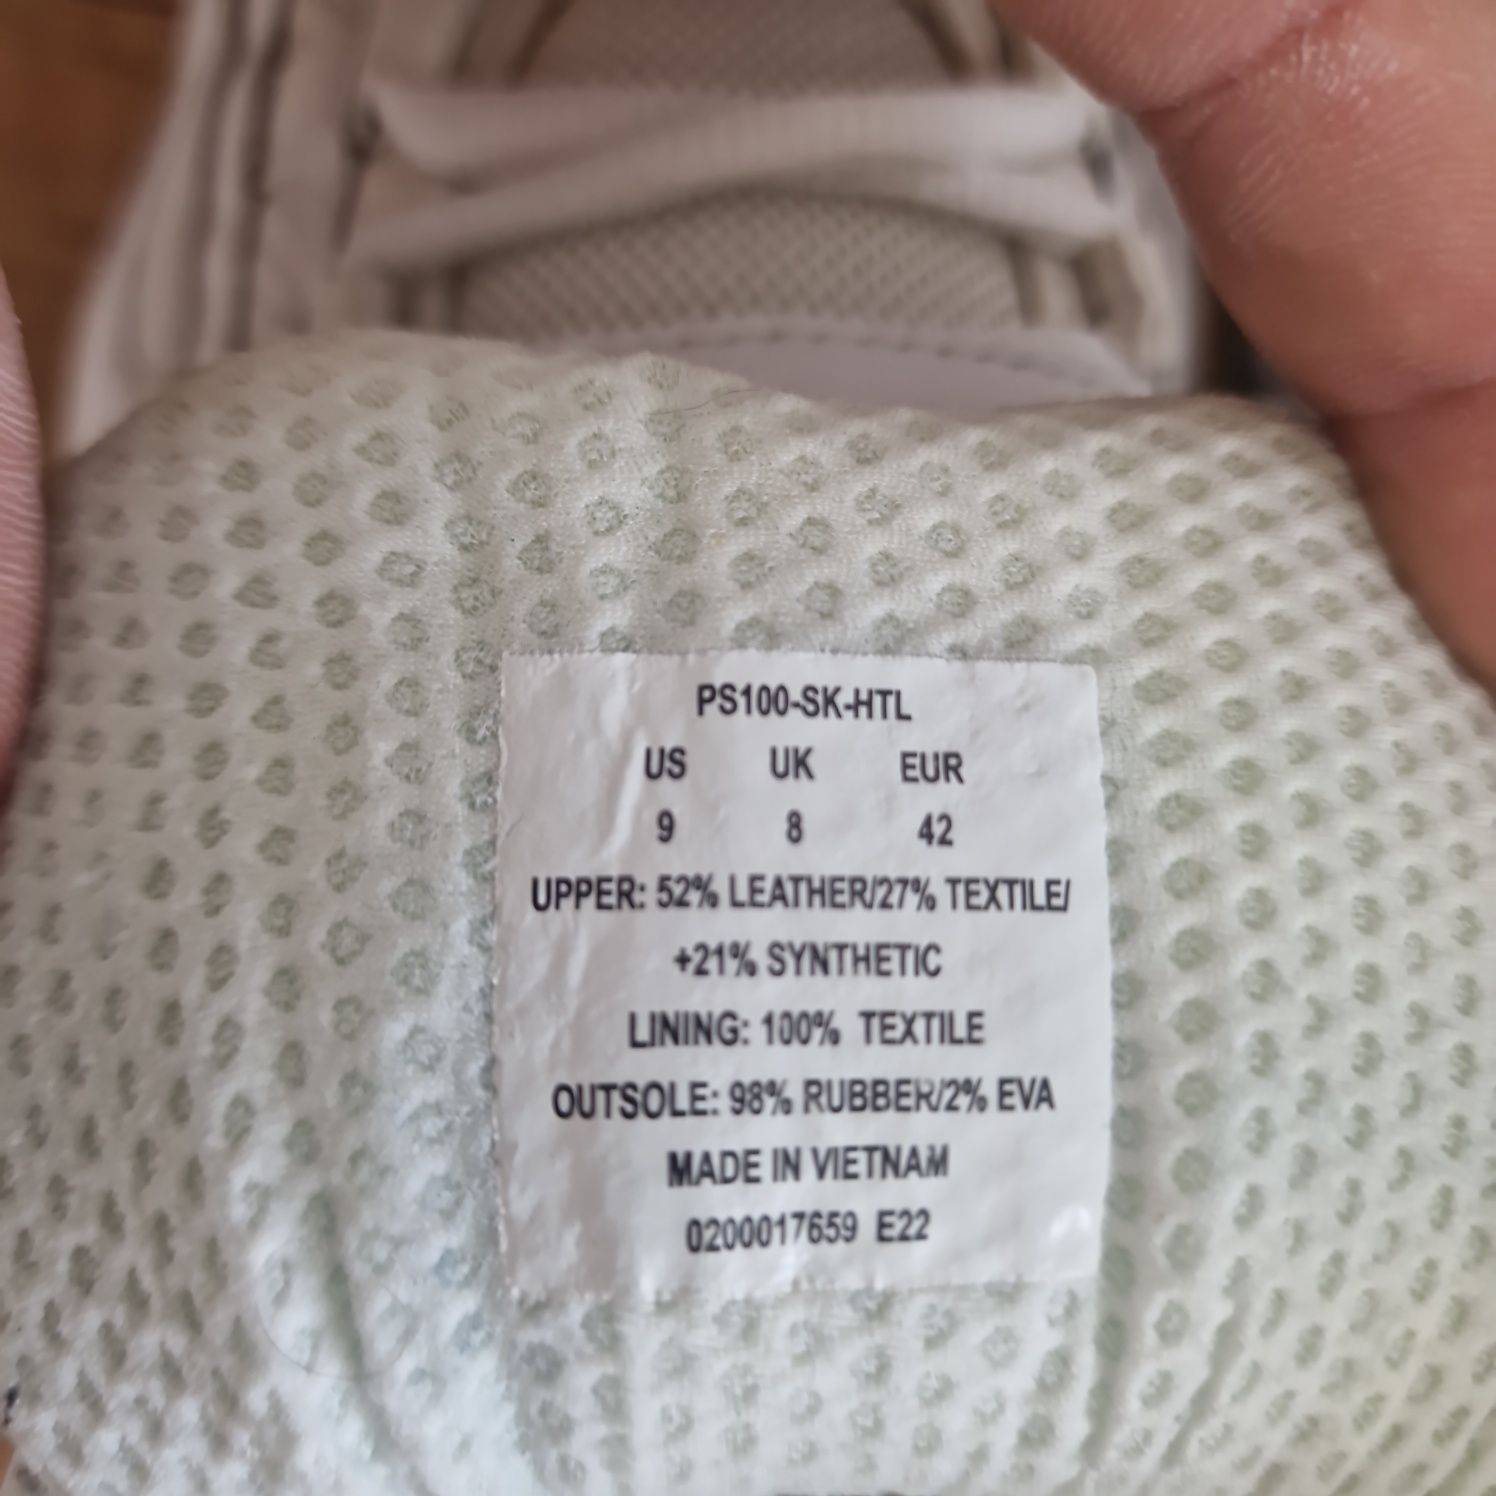 PS100-SK-HTL
US UK EUR
9 8 42
UPPER: 52% LEATHER/27% TEXTILE/
+21% SYNTHETIC
LINING: 100% TEXTILE
OUTSOLE: 98% RUBBER/2% EVA
MADE IN VIETNAM
0200017659 E22